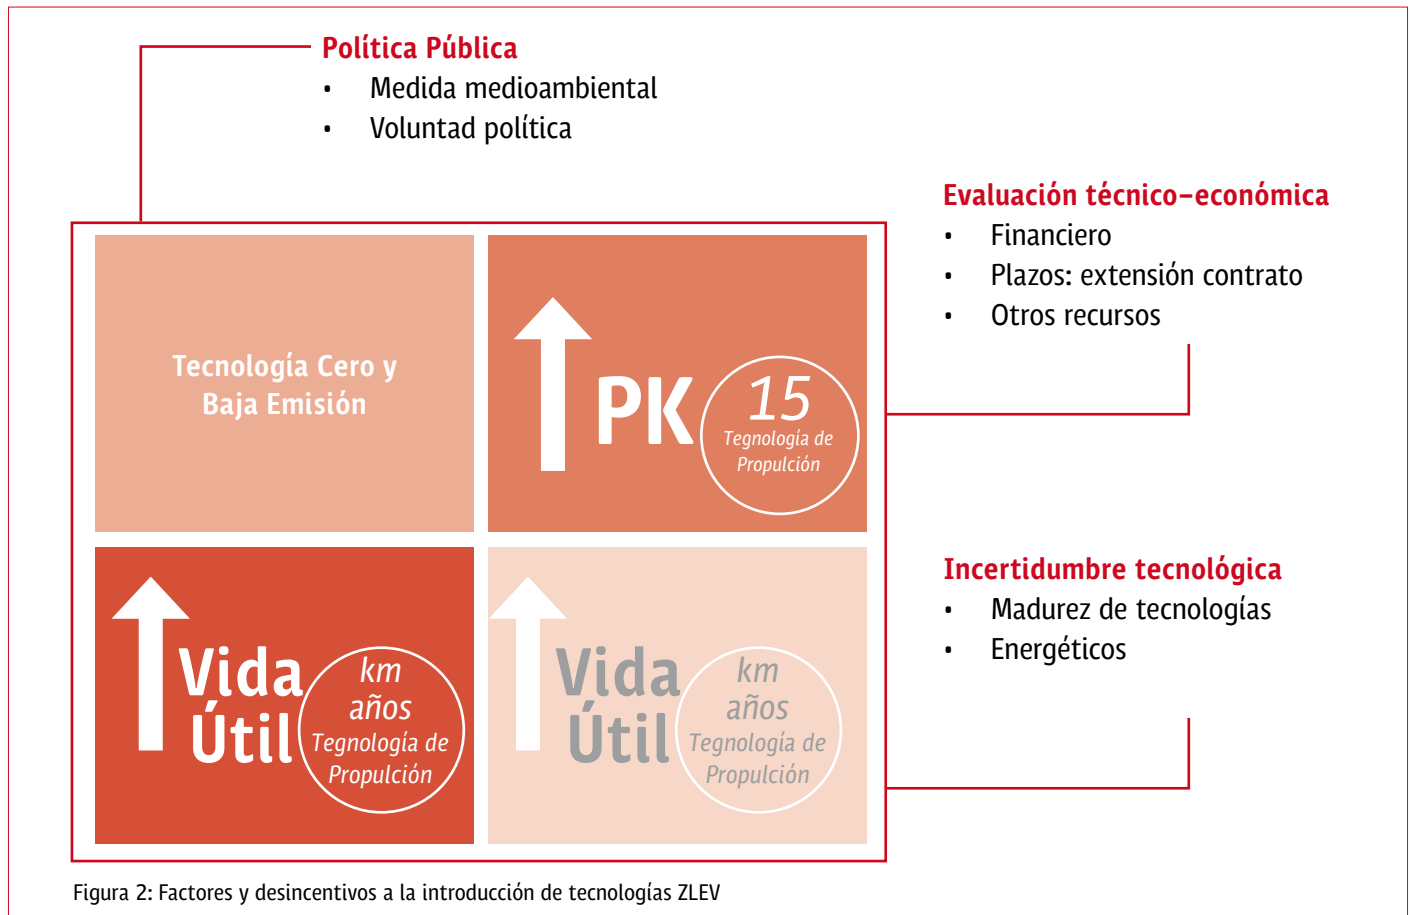 Política Pública
• Medida medioambiental
• Voluntad política
Evaluación técnico-económica
• Financiero
• Plazos: extensión contrato
• Otros recursos
Tecnología Cero y
Baja Emisión
PK
15
Tegnología de
Propulción
Incertidumbre tecnológica
• Madurez de tecnologías
• Energéticos
Vida
Útil
km
años
Tegnología de
Propulción
Vida
Útil
km
años
Tegnología de
Propulción
Figura 2: Factores y desincentivos a la introducción de tecnologías ZLEV